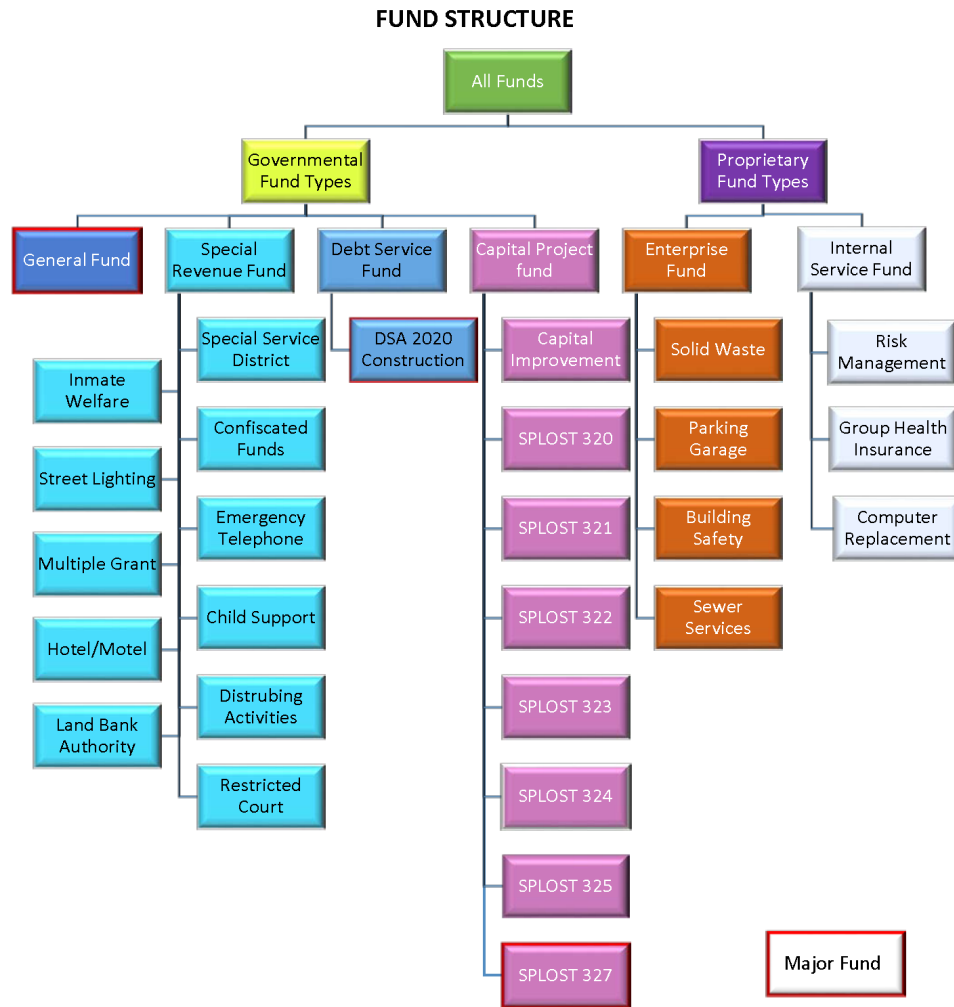 FUND STRUCTURE
All Funds
Governmental
Fund Types
Proprietary
Fund Types
General Fund
Special
Revenue Fund
Debt Service
Fund
Capital Project
fund
Enterprise
Fund
Internal
Service Fund
Inmate
Welfare
Street Lighting
Multiple Grant
Hotel/Motel
Land Bank
Authority
Special Service
District
Confiscated
Funds
Emergency
Telephone
Child Support
Distrubing
Activities
Restricted
Court
DSA 2020
Construction
Capital
Improvement
SPLOST 320
SPLOST 321
SPLOST 322
SPLOST 323
SPLOST 324
SPLOST 325
SPLOST 327
Solid Waste
Parking
Garage
Building
Safety
Sewer
Services
Risk
Management
Group Health
Insurance
Computer
Replacement
Major Fund